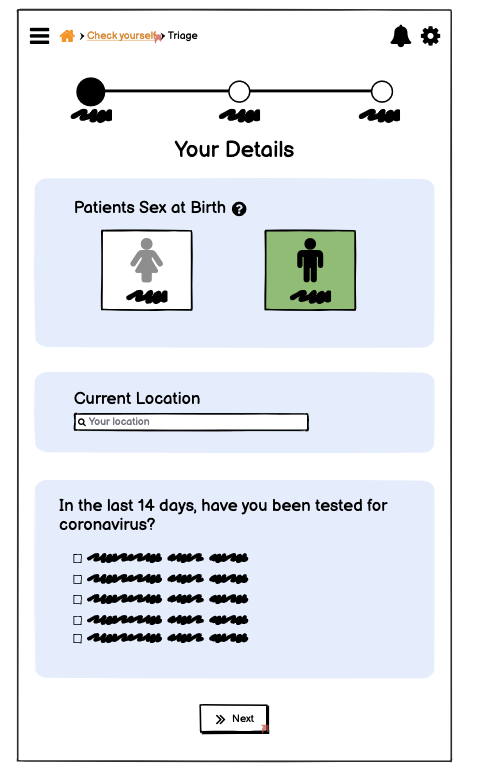 Check yourself Triage
Your Details
Patients Sex at Birth ?
Current Location
Your location
In the last 14 days, have you been tested for
coronavirus?
Next